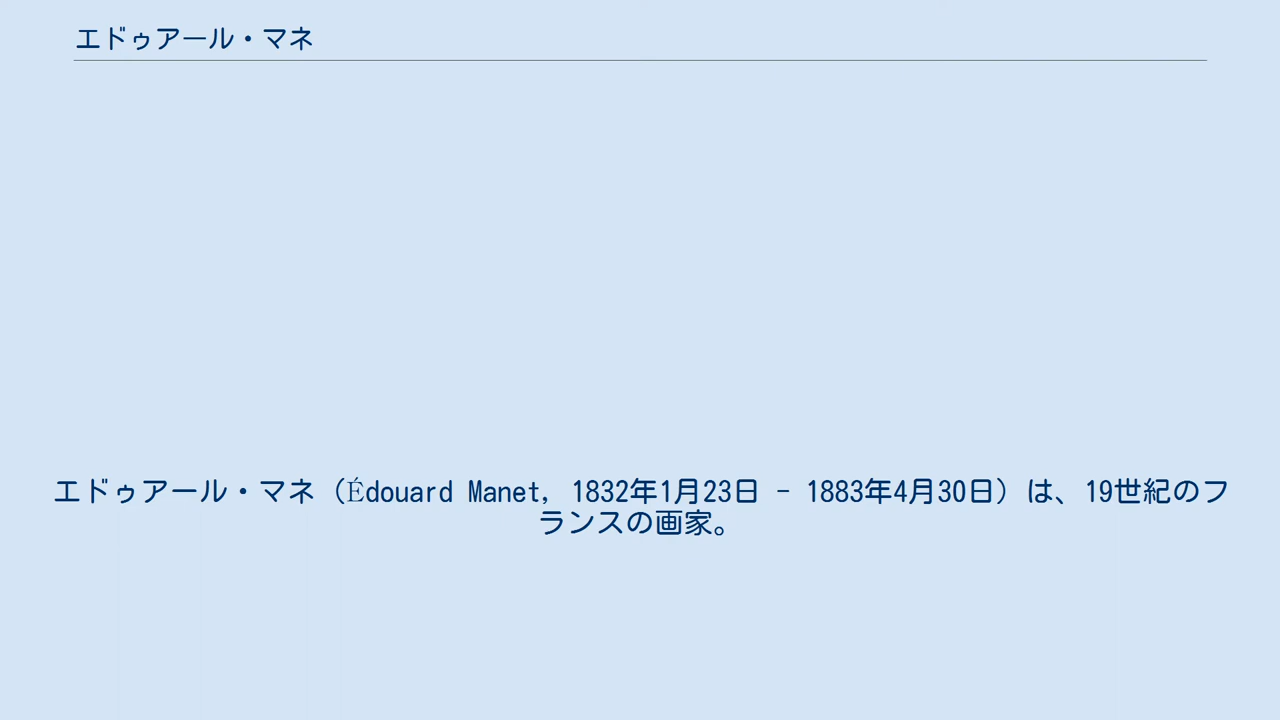 エドゥアール・マネ
エドゥアール・マネ（Édouard Manet, 1832年1月23日 - 1883年4月30日）は、19世紀のフ
ランスの画家。